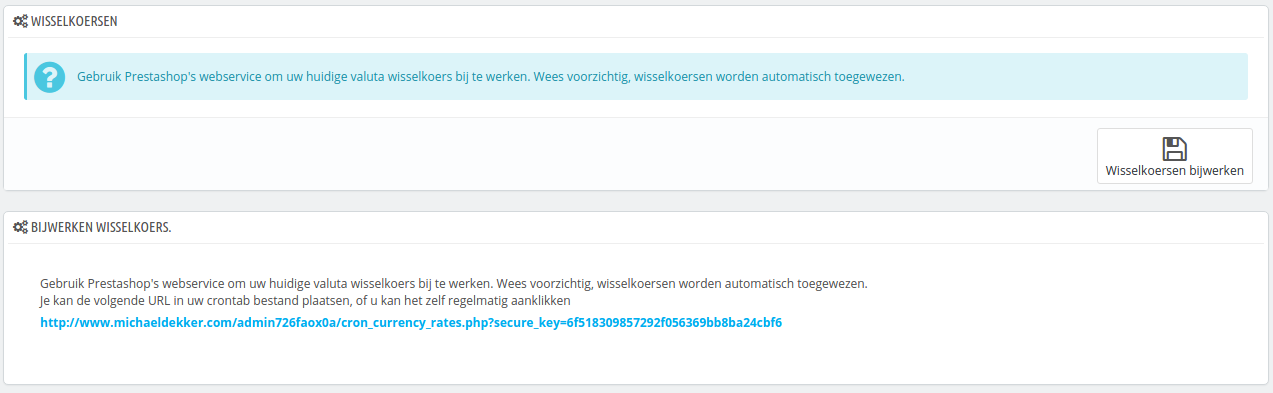 WISSELKOERSEN
Gebruik Prestashop's webservice om uw huidige valuta wisselkoers bij te werken. Wees voorzichtig, wisselkoersen worden automatisch toegewezen.
Wisselkoersen bijwerken
BIJWERKEN WISSELKOERS.
Gebruik Prestashop's webservice om uw huidige valuta wisselkoers bij te werken. Wees voorzichtig, wisselkoersen worden automatisch toegewezen.
Je kan de volgende URL in uw crontab bestand plaatsen, of u kan het zelf regelmatig aanklikken
http://www.michaeldekker.com/admin726faox0a/cron_currency_rates.php?secure_key=6f518309857292f056369bb8ba24cbf6